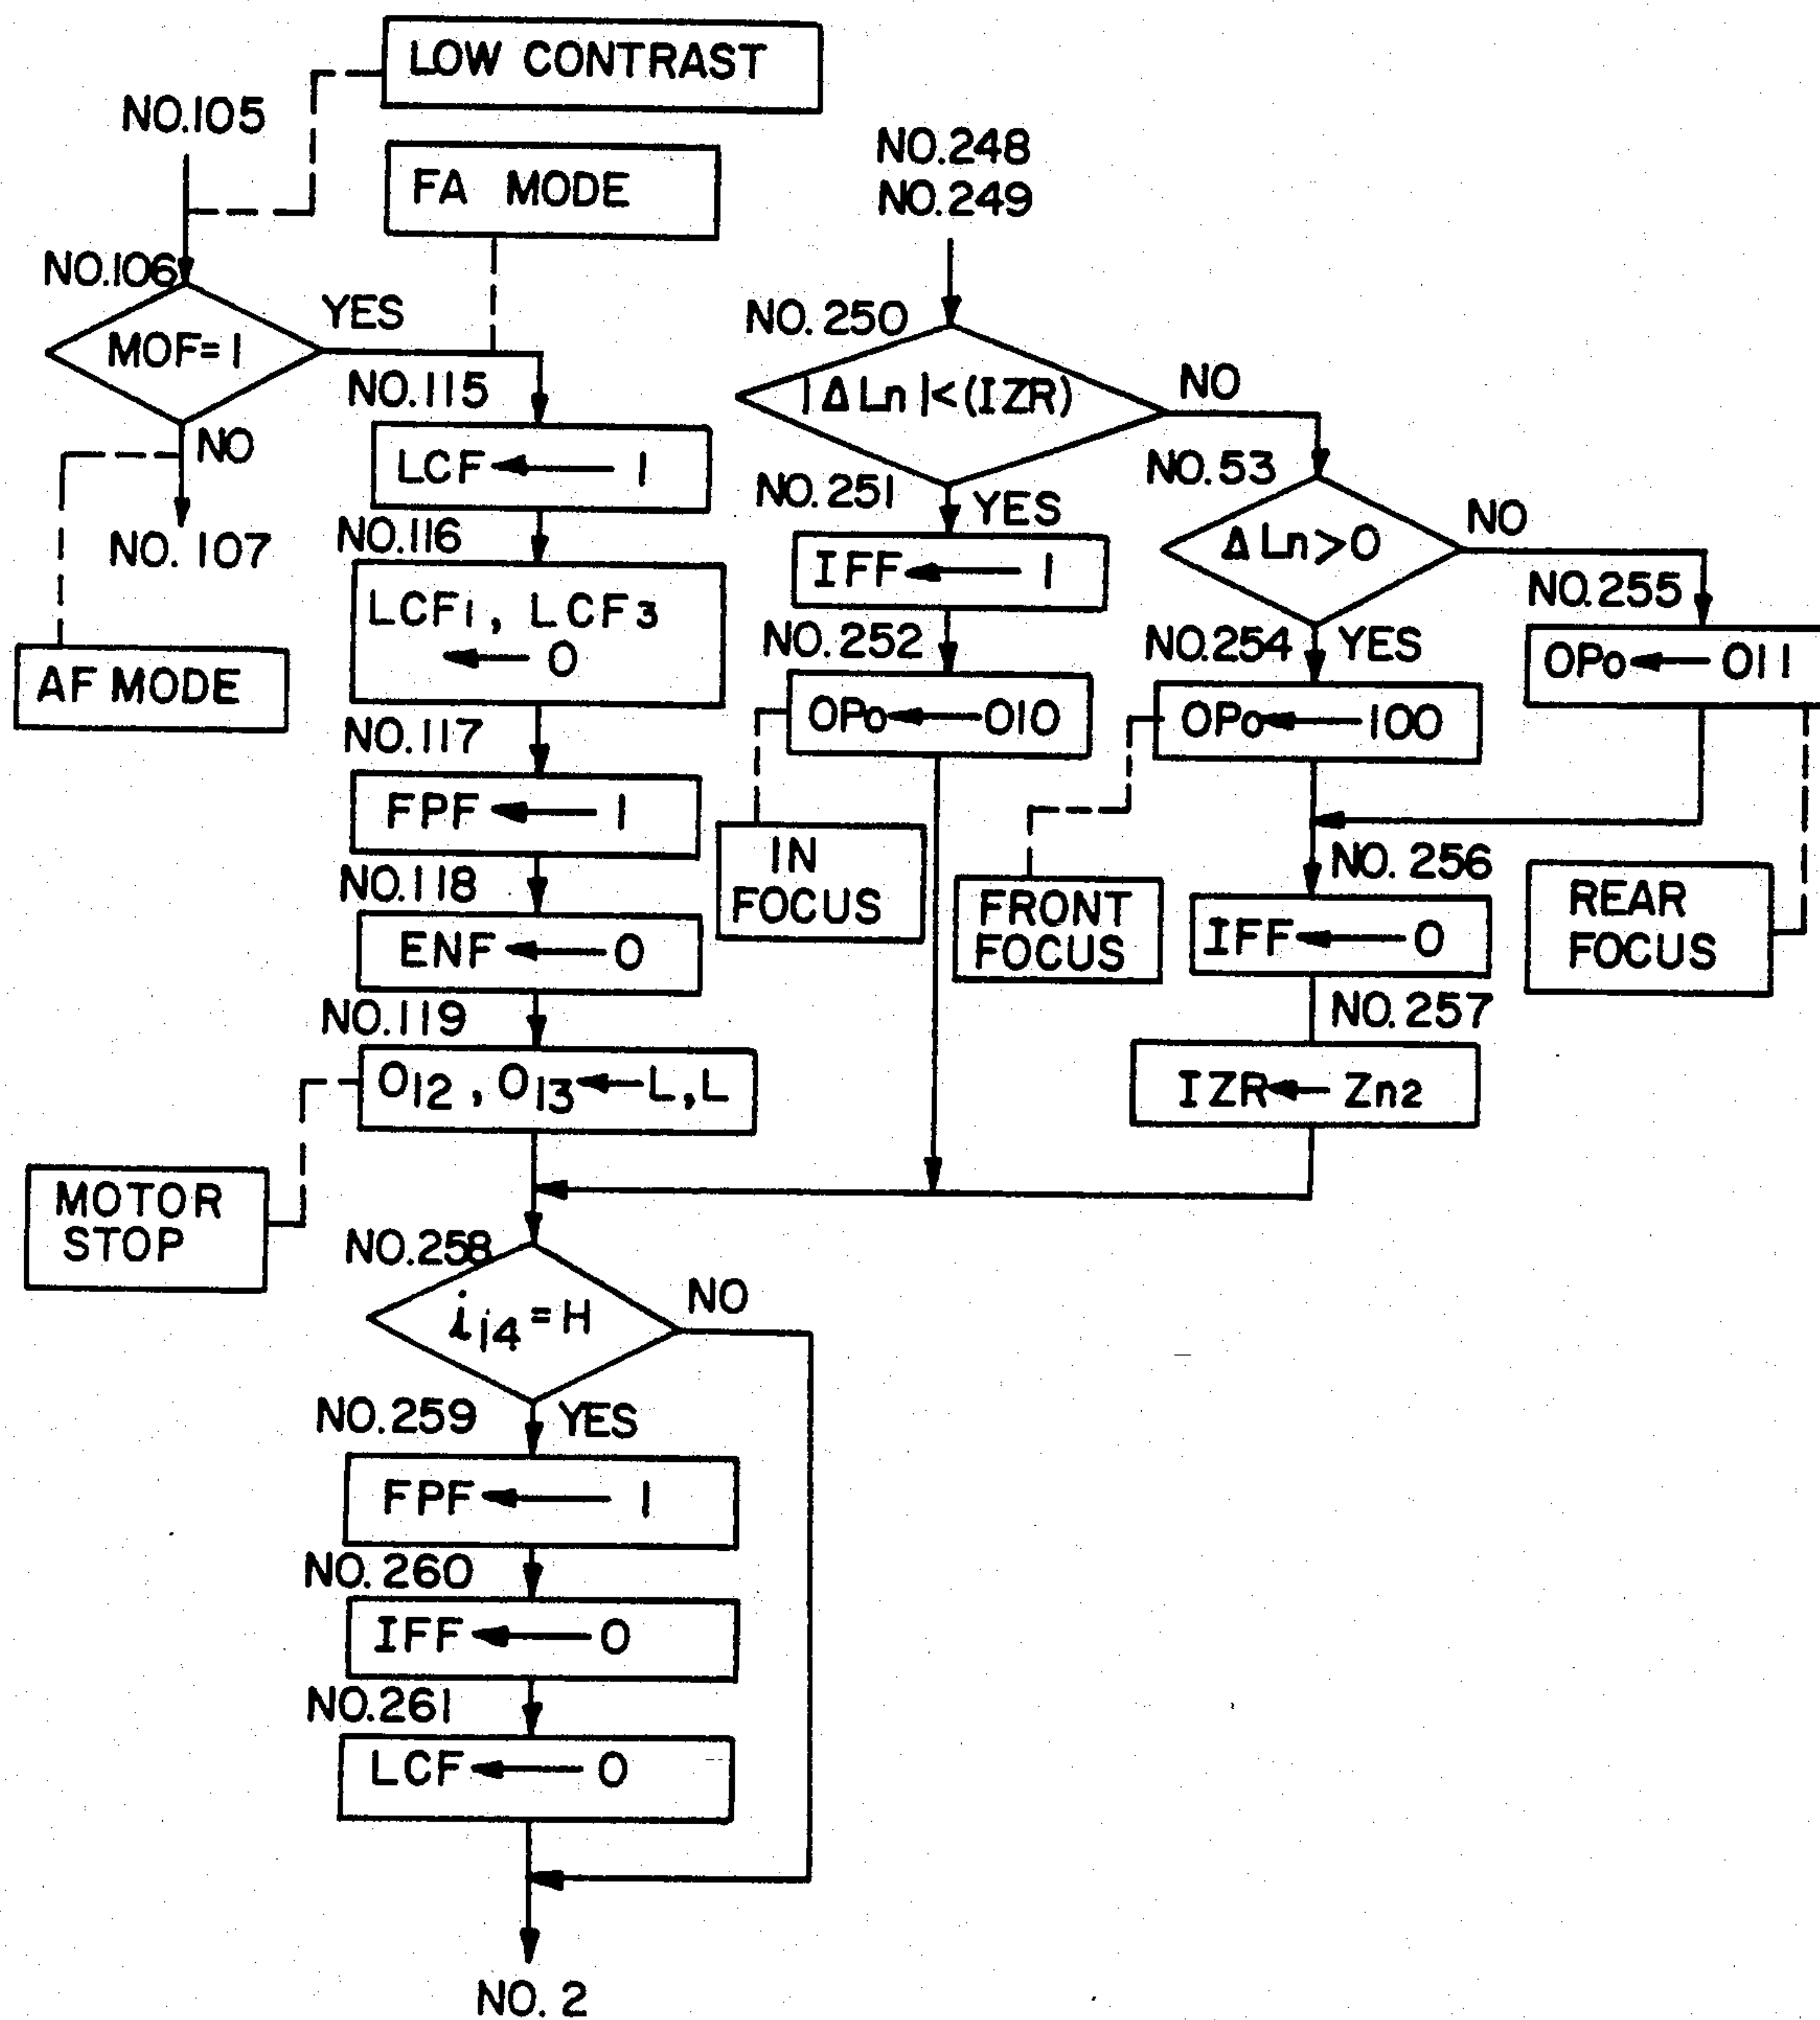 LOW CONTRAST
NO.105
FA MODE
NO.106
MOF=1
YES
NO
NO. 107
AF MODE
NO.115
LCF←1
NO.116
LCF1, LCF3
←0
NO.117
FPF←1
NO.118
ENF←0
NO.119
O12, O13←L,L
MOTOR
STOP
NO.248
NO.249
NO.250
|ΔLn|<(IZR)
NO
NO.251
YES
IFF←1
NO.252
OPo←010
IN
FOCUS
NO.53
ΔLn>0
NO
NO.254
YES
OPo←100
FRONT
FOCUS
NO.255
OPo←011
REAR
FOCUS
NO. 256
IFF←0
NO.257
IZR←Zn2
NO.258
ii4=H
NO
NO.259
YES
FPF←1
NO. 260
IFF←0
NO.261
LCF←0
NO. 2